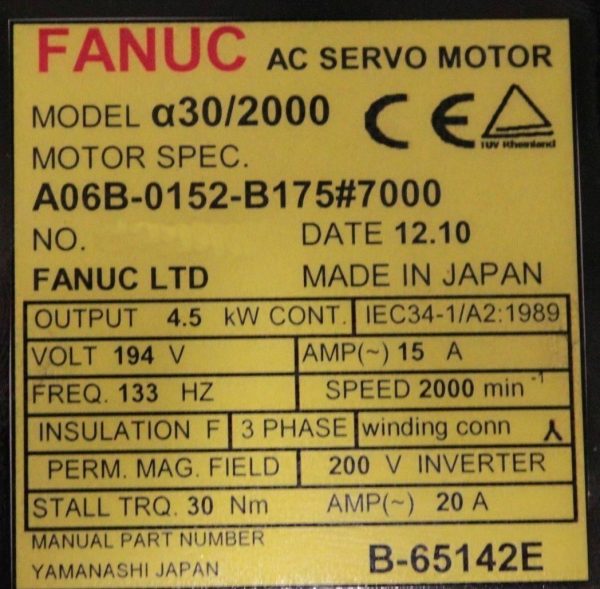 FANUC AC SERVO MOTOR
MODEL α30/2000
TUV Rheinland
MOTOR SPEC.
A06B-0152-B175#7000
NO. DATE 12.10
FANUC LTD MADE IN JAPAN
OUTPUT 4.5 kW CONT. IEC34-1/A2:1989
VOLT 194 V AMP(~) 15 A
FREQ. 133 HZ SPEED 2000 min⁻¹
INSULATION F 3 PHASE winding conn
PERM. MAG. FIELD 200 V INVERTER
STALL TRQ. 30 Nm AMP(~) 20 A
MANUAL PART NUMBER
B-65142E
YAMANASHI JAPAN